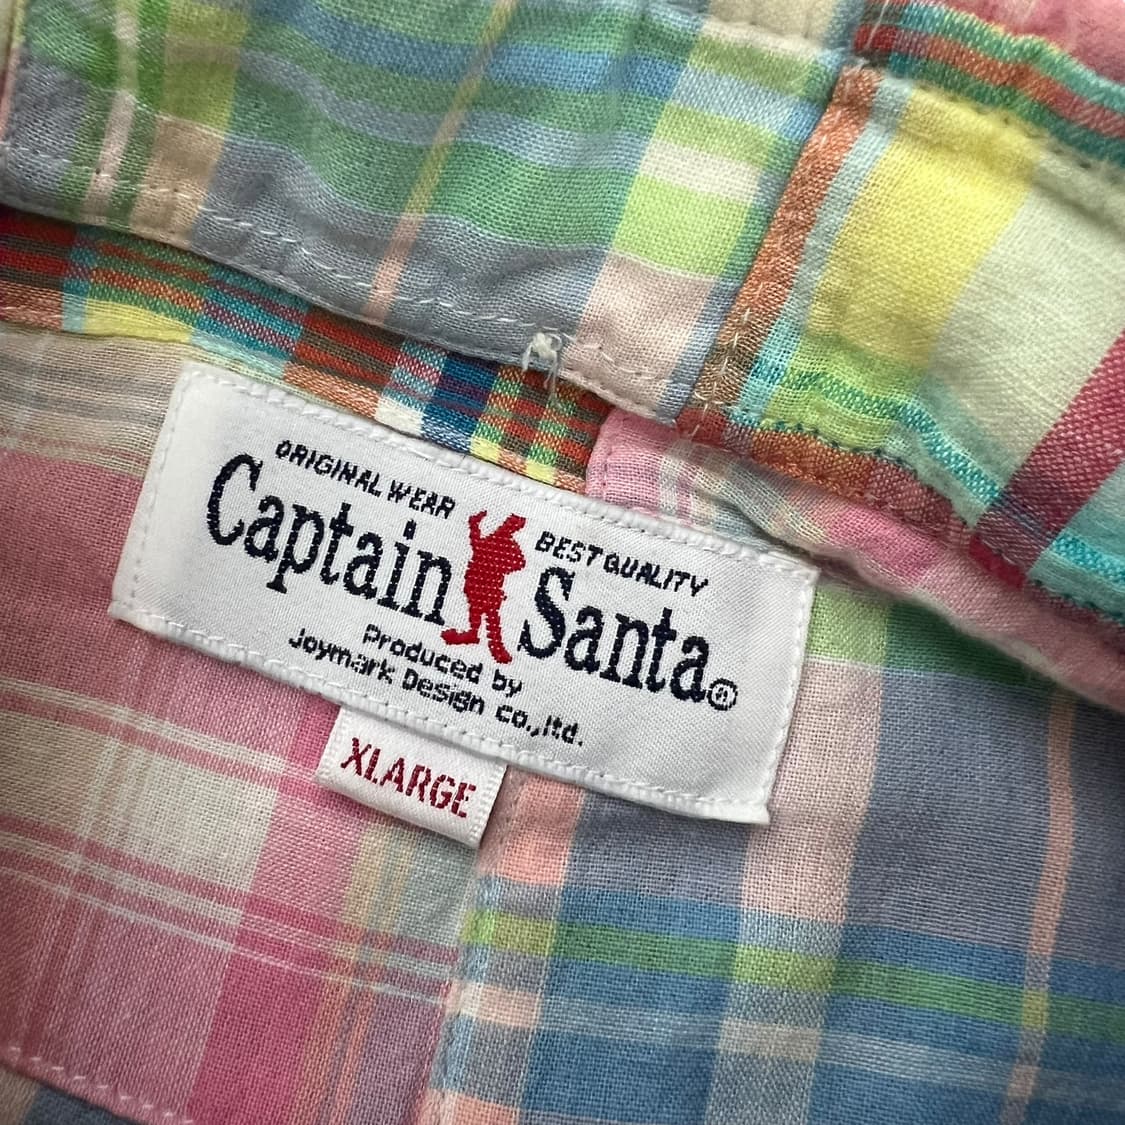 ORIGINAL WEAR BEST QUALITY
Captain Santa®
Produced by
Joymark Design co.,ltd.
XLARGE